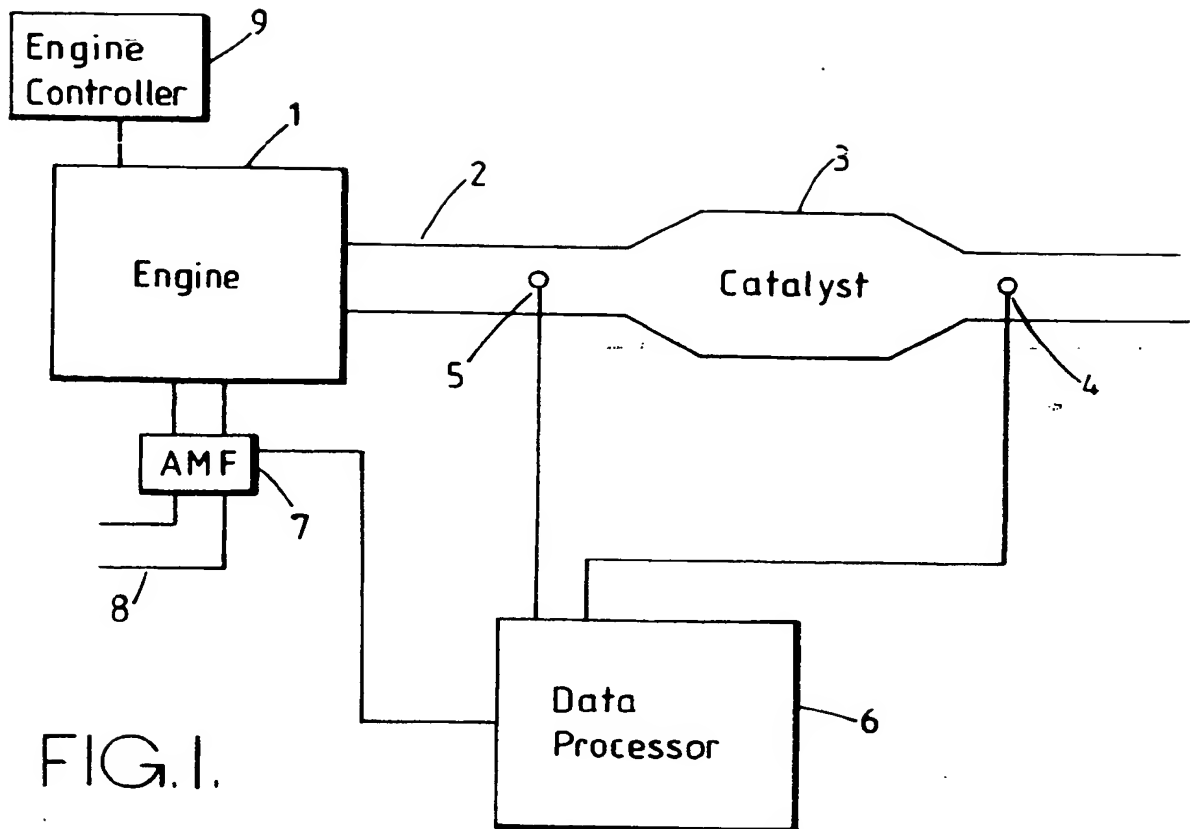 9
Engine
Controller
1
2
3
Engine
Catalyst
5
4
AMF
7
8
Data
Processor
6
FIG.1.